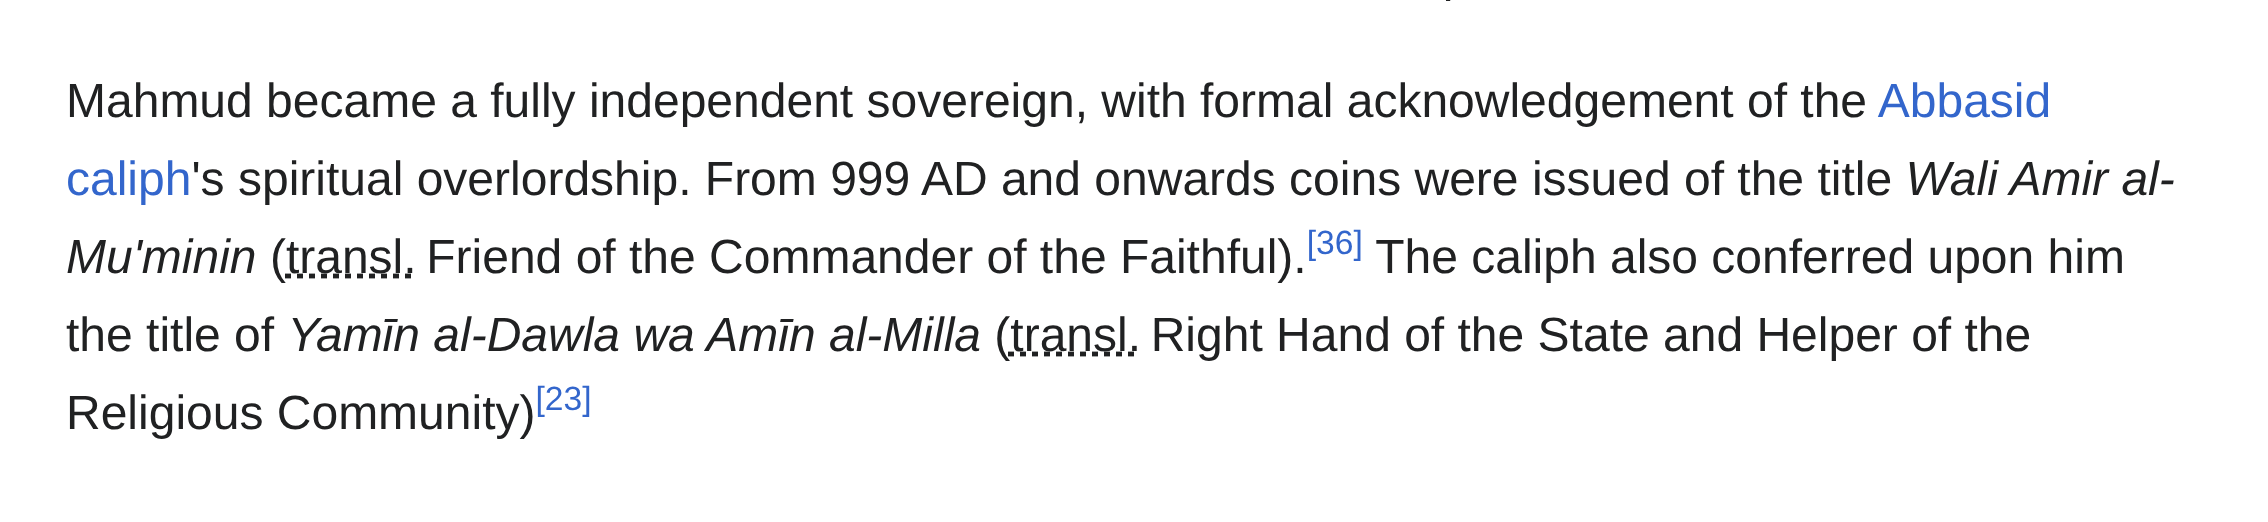 Mahmud became a fully independent sovereign, with formal acknowledgement of the Abbasid
caliph's spiritual overlordship. From 999 AD and onwards coins were issued of the title Wali Amir al-
Mu'minin (transl. Friend of the Commander of the Faithful).[36] The caliph also conferred upon him
the title of Yamīn al-Dawla wa Amīn al-Milla (transl. Right Hand of the State and Helper of the
Religious Community)[23]